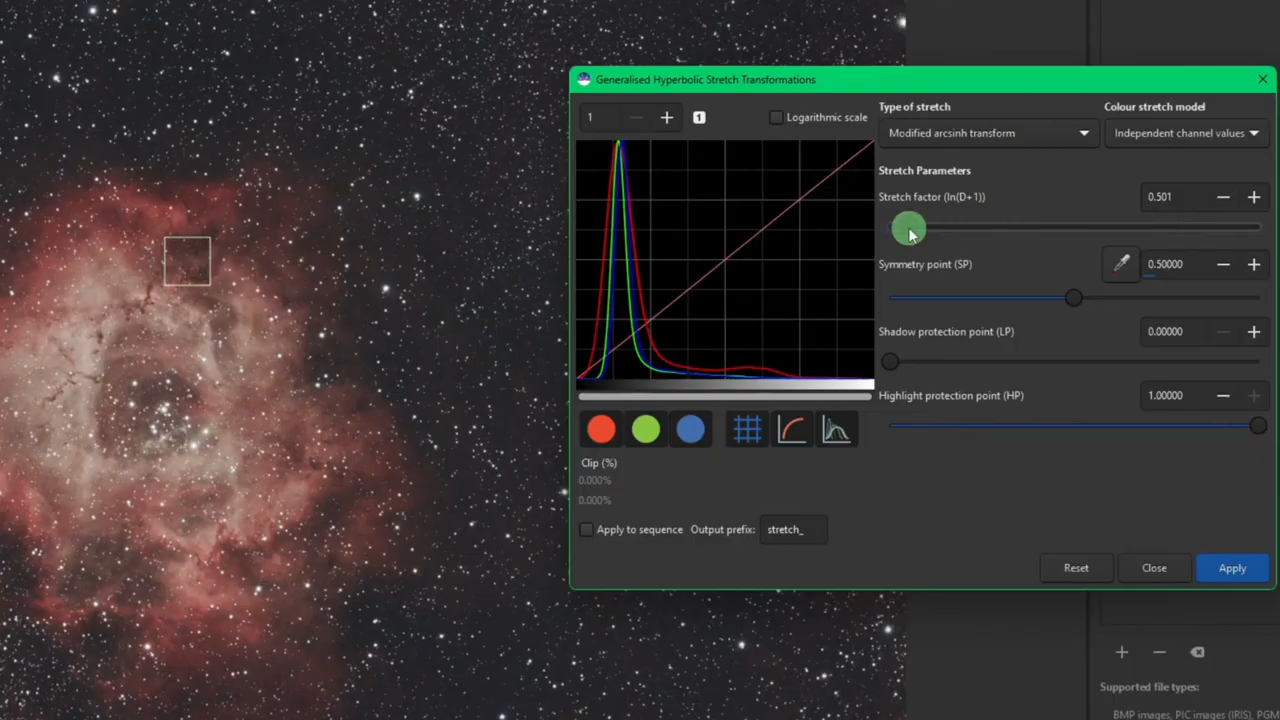 Generalised Hyperbolic Stretch Transformations
1
1
Logarithmic scale
Type of stretch
Colour stretch model
Modified arcsinh transform
Independent channel values
Stretch Parameters
Stretch factor (ln(D+1))
0.501
Symmetry point (SP)
0.50000
Shadow protection point (LP)
0.00000
Highlight protection point (HP)
1.00000
Clip (%)
0.000%
0.000%
Apply to sequence
Output prefix:
stretch_
Reset
Close
Apply
Supported file types:
BMP images, PIC images (IRIS), PGM